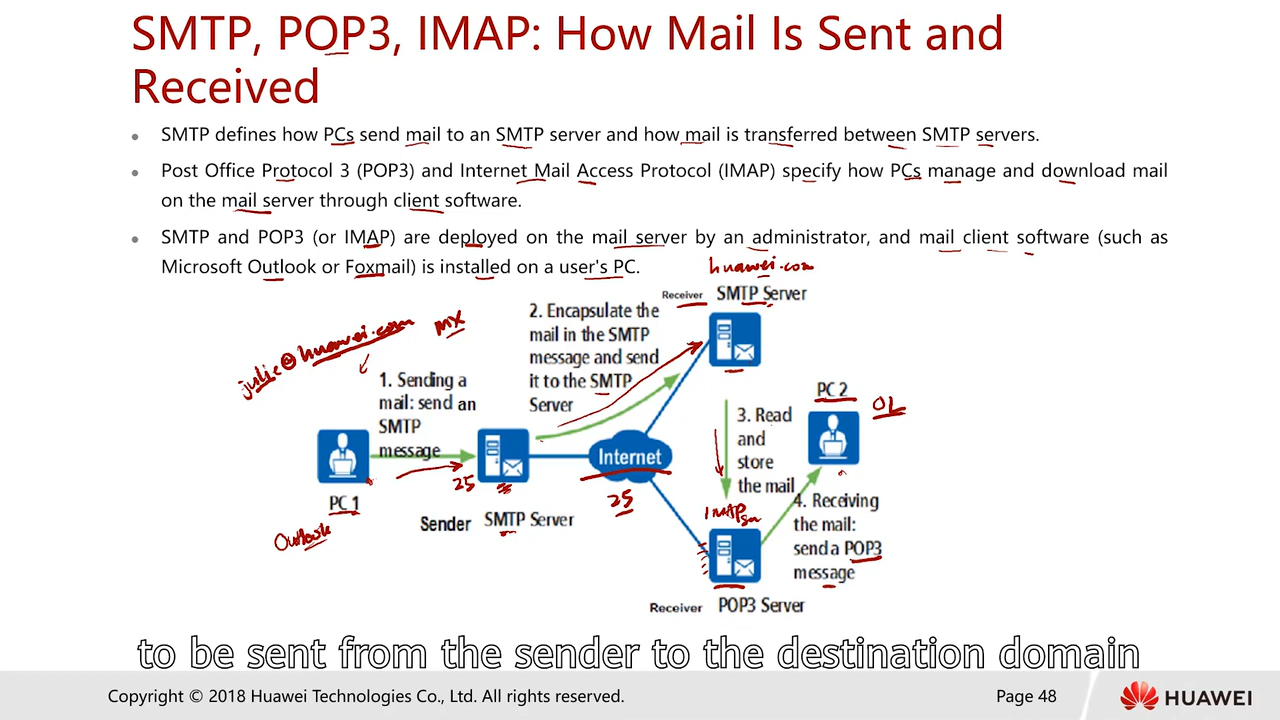 SMTP, POP3, IMAP: How Mail Is Sent and
Received
SMTP defines how PCs send mail to an SMTP server and how mail is transferred between SMTP servers.
Post Office Protocol 3 (POP3) and Internet Mail Access Protocol (IMAP) specify how PCs manage and download mail
on the mail server through client software.
SMTP and POP3 (or IMAP) are deployed on the mail server by an administrator, and mail client software (such as
Microsoft Outlook or Foxmail) is installed on a user's PC.
huawei.com
Receiver SMTP Server
julie@huawei.com
MX
2. Encapsulate the
mail in the SMTP
message and send
it to the SMTP
Server
1. Sending a
mail: send an
SMTP
message
PC 2
OL
3. Read
and
store
the mail
Internet
25
25
PC 1
Outlook
Sender SMTP Server
IMAP
4. Receiving
the mail:
send a POP3
message
Receiver POP3 Server
to be sent from the sender to the destination domain
Copyright © 2018 Huawei Technologies Co., Ltd. All rights reserved.
Page 48
HUAWEI